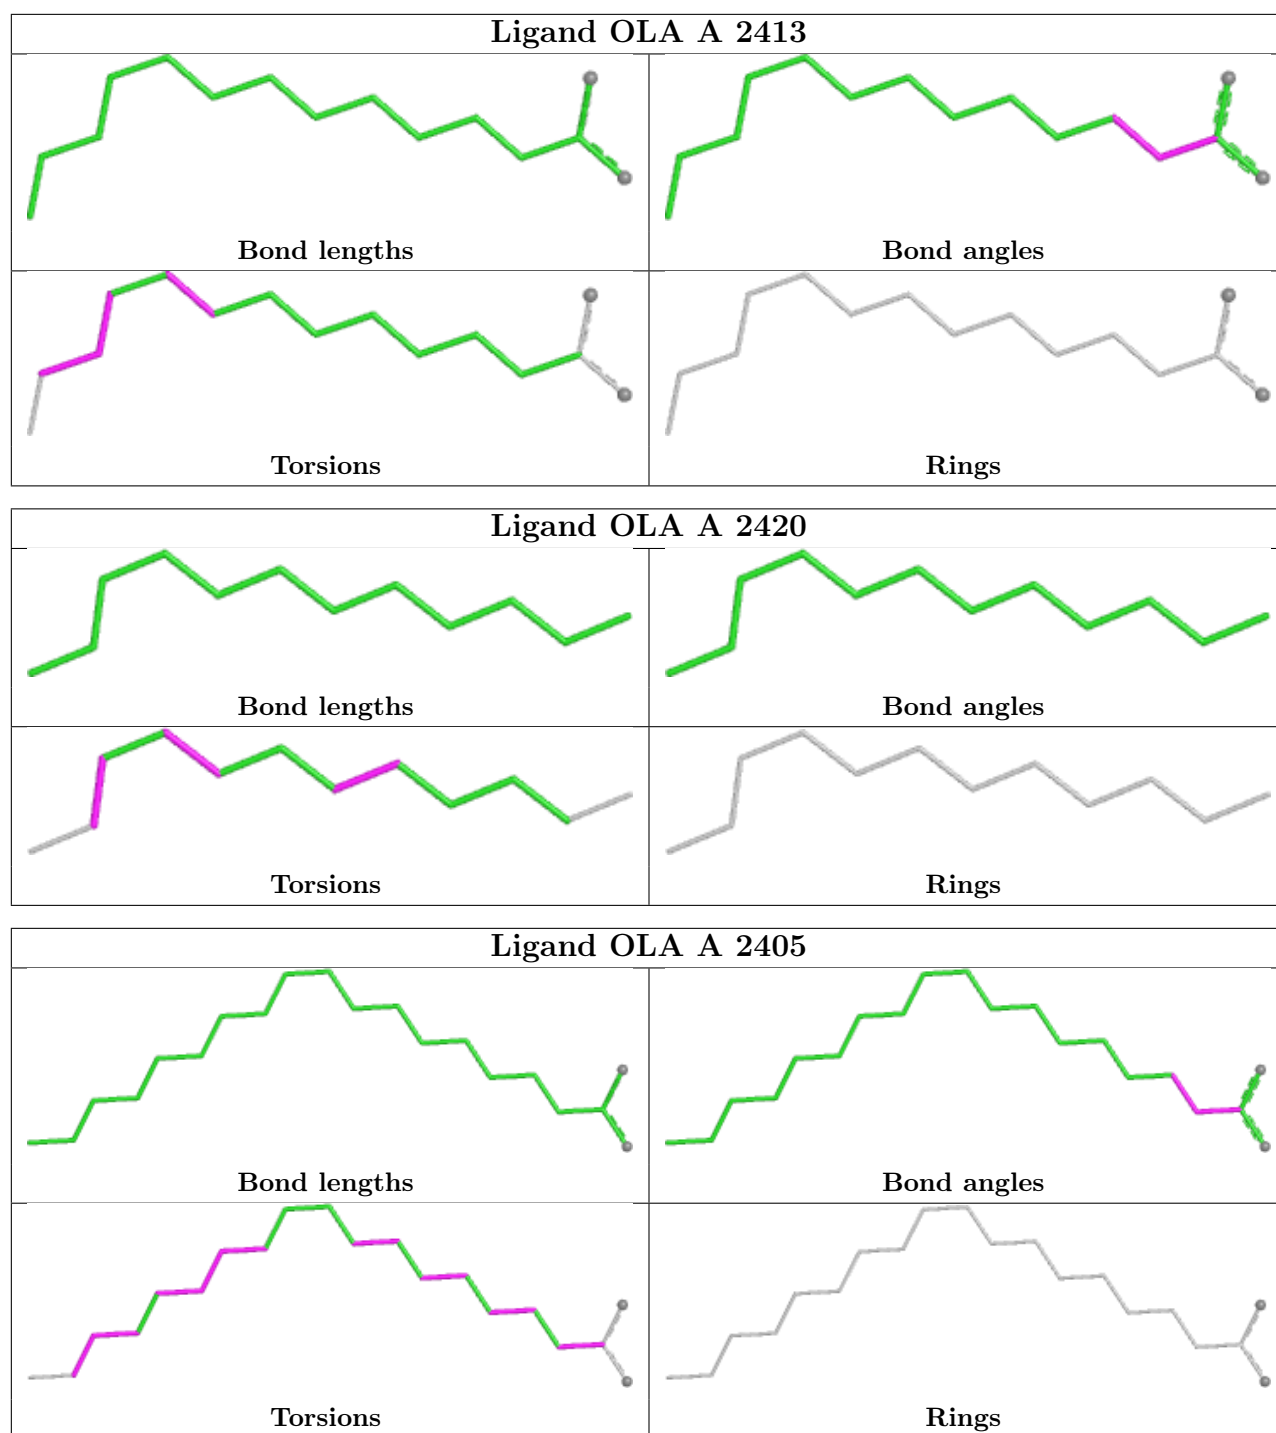 Ligand OLA A 2413
Bond lengths
Bond angles
Torsions
Rings
Ligand OLA A 2420
Bond lengths
Bond angles
Torsions
Rings
Ligand OLA A 2405
Bond lengths
Bond angles
Torsions
Rings